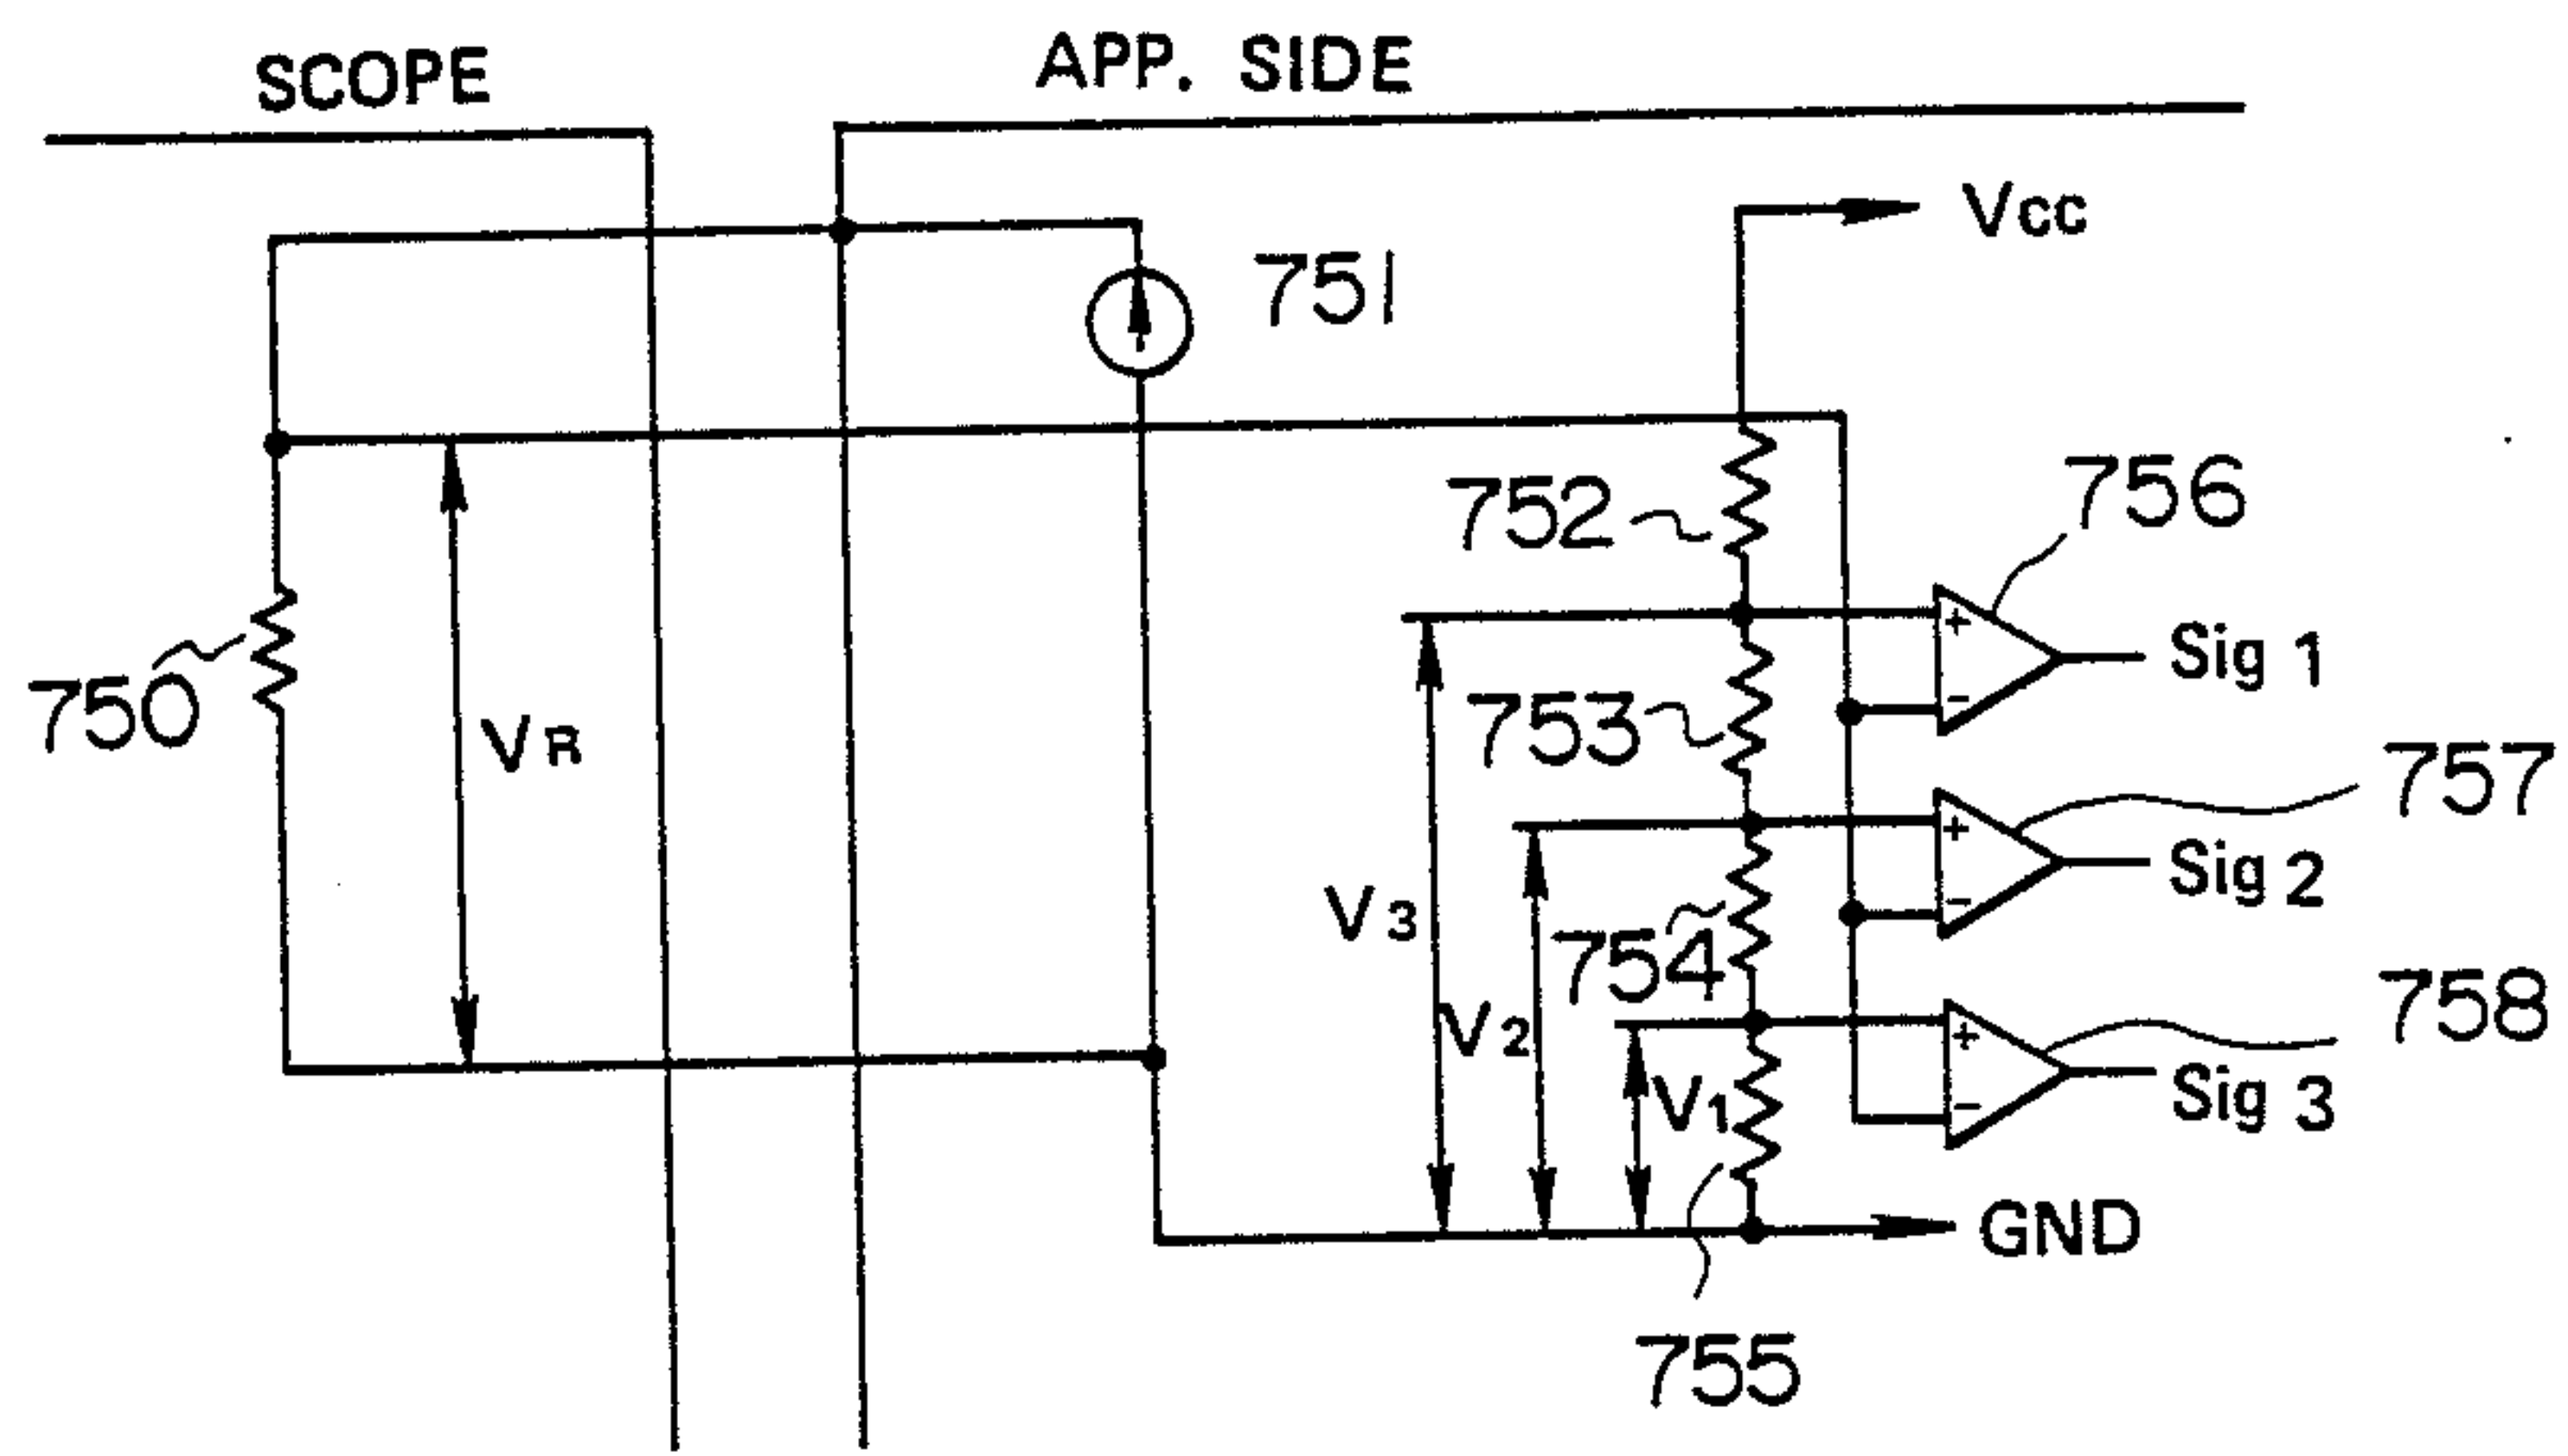 SCOPE
APP. SIDE
Vcc
751
752
756
+
-
Sig 1
750
VR
753
757
+
-
Sig 2
V3
754
V2
758
+
-
Sig 3
V1
GND
755